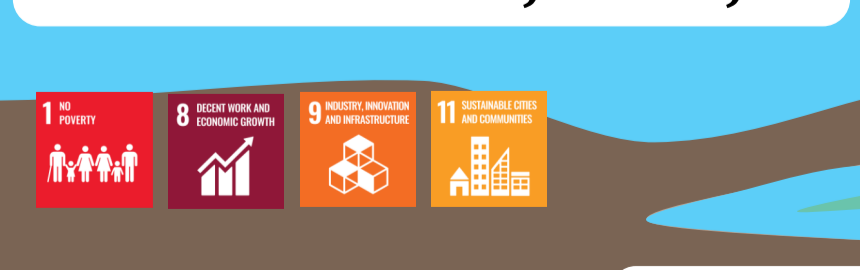 1 NO
POVERTY
8 DECENT WORK AND
ECONOMIC GROWTH
9 INDUSTRY, INNOVATION
AND INFRASTRUCTURE
11 SUSTAINABLE CITIES
AND COMMUNITIES